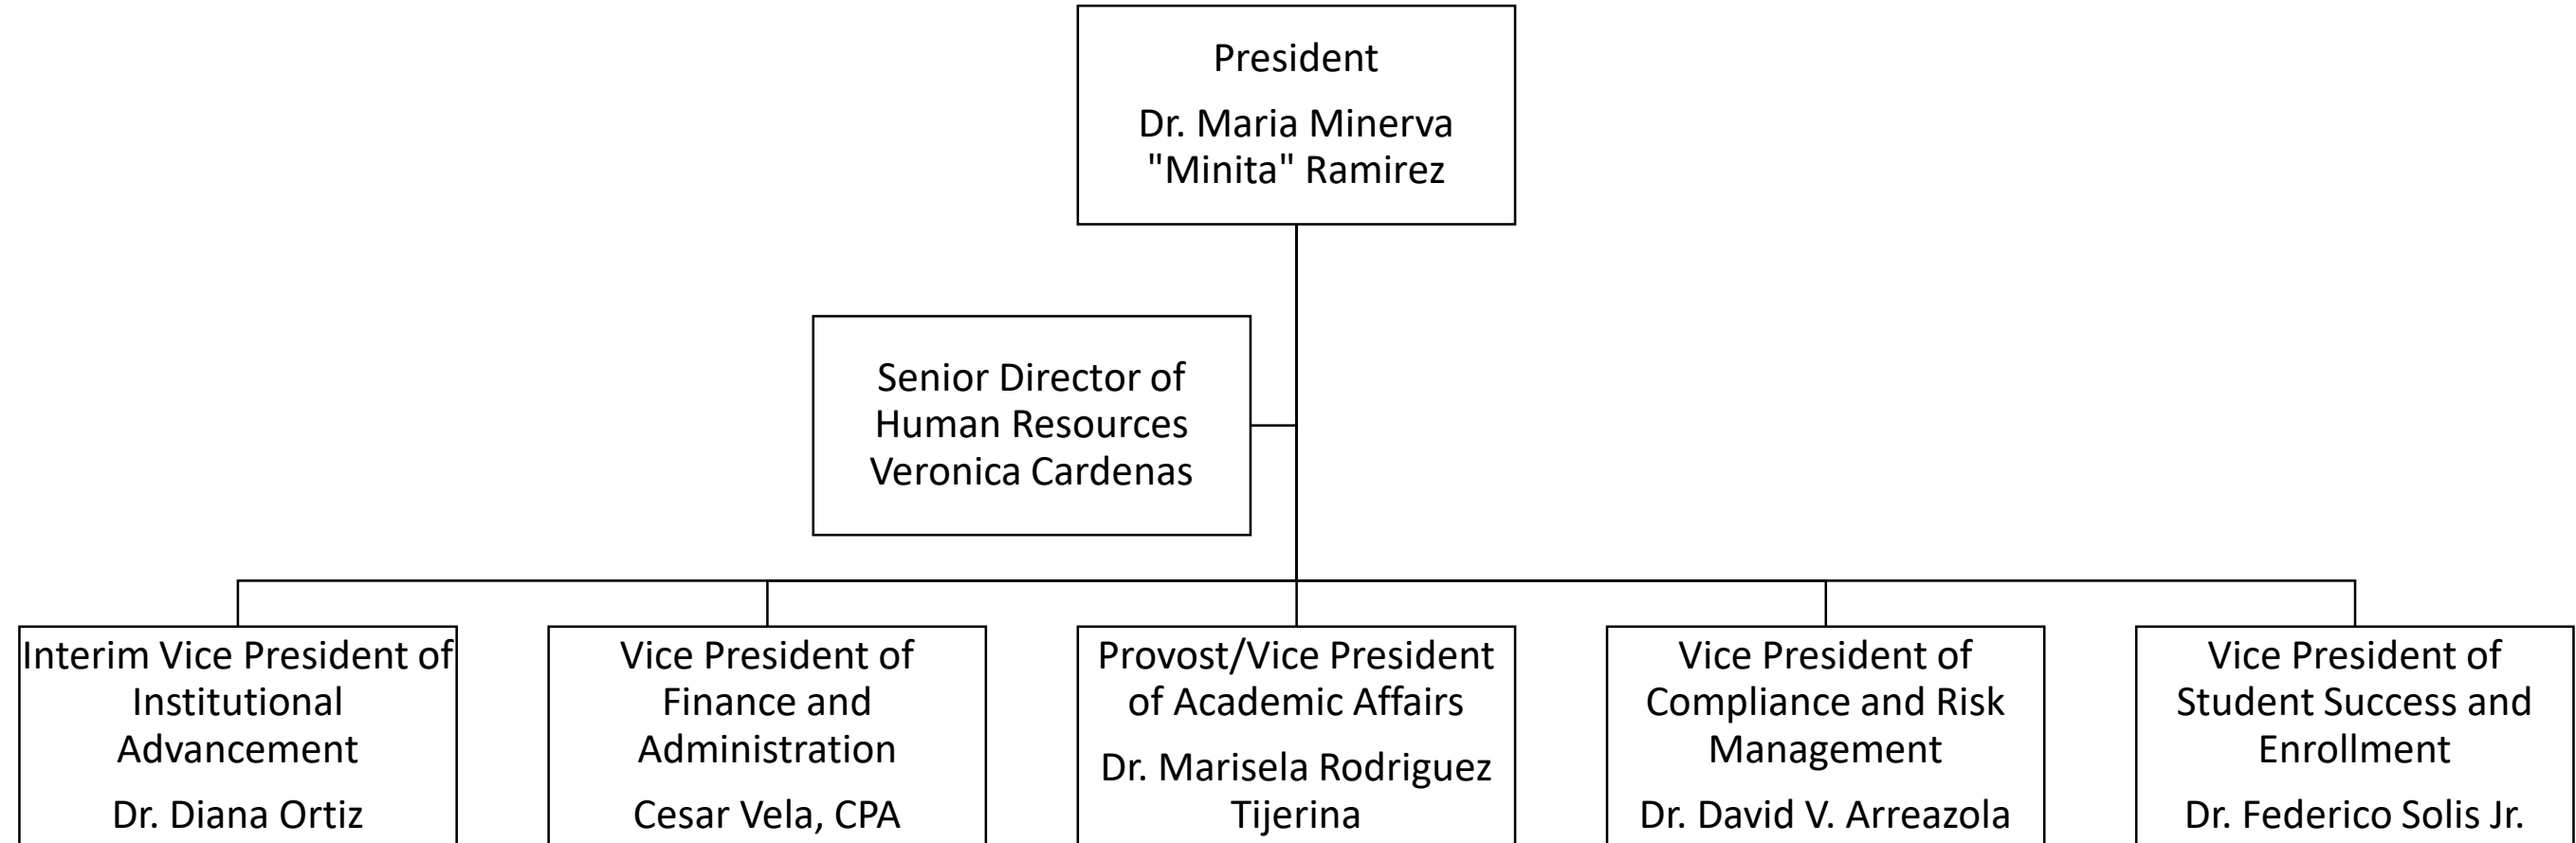 President
Dr. Maria Minerva
"Minita" Ramirez
Senior Director of
Human Resources
Veronica Cardenas
Interim Vice President of
Institutional
Advancement
Dr. Diana Ortiz
Vice President of
Finance and
Administration
Cesar Vela, CPA
Provost/Vice President
of Academic Affairs
Dr. Marisela Rodriguez
Tijerina
Vice President of
Compliance and Risk
Management
Dr. David V. Arreazola
Vice President of
Student Success and
Enrollment
Dr. Federico Solis Jr.